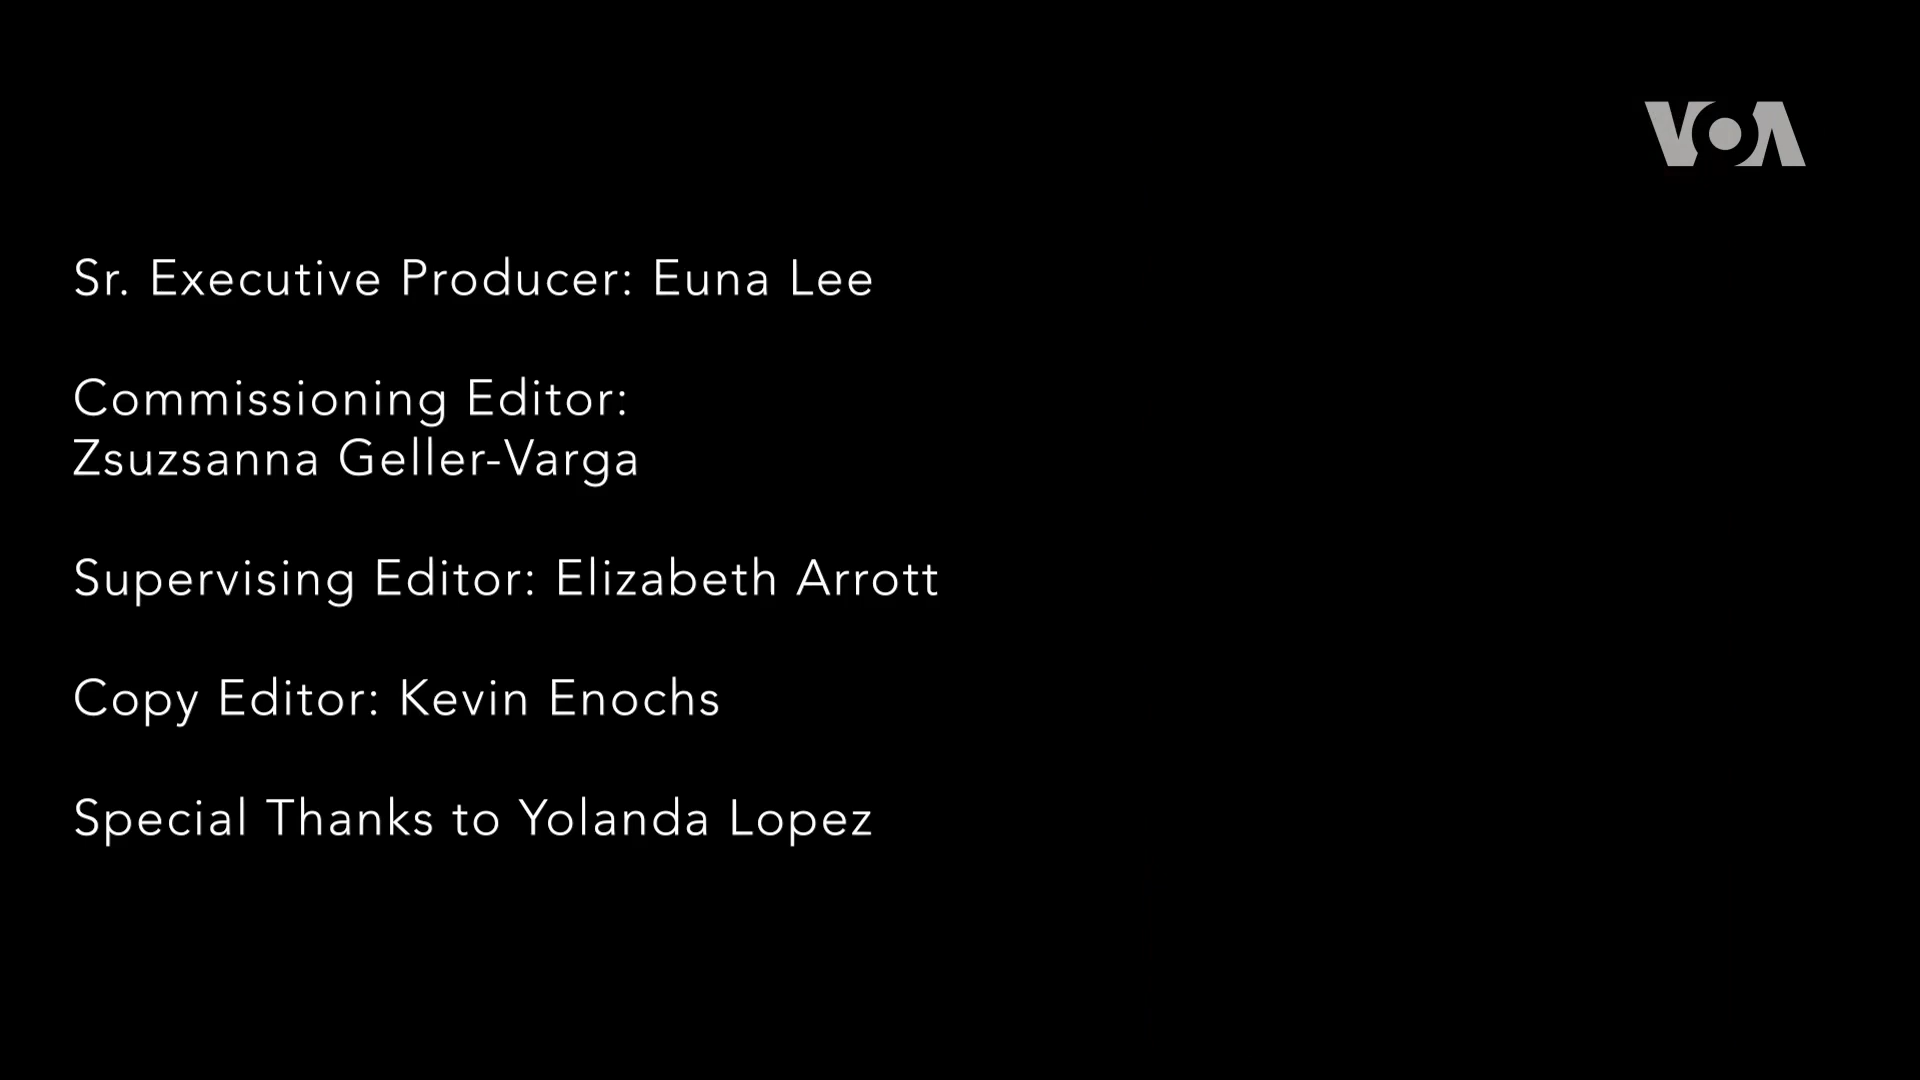 VOA
Sr. Executive Producer: Euna Lee
Commissioning Editor:
Zsuzsanna Geller-Varga
Supervising Editor: Elizabeth Arrott
Copy Editor: Kevin Enochs
Special Thanks to Yolanda Lopez